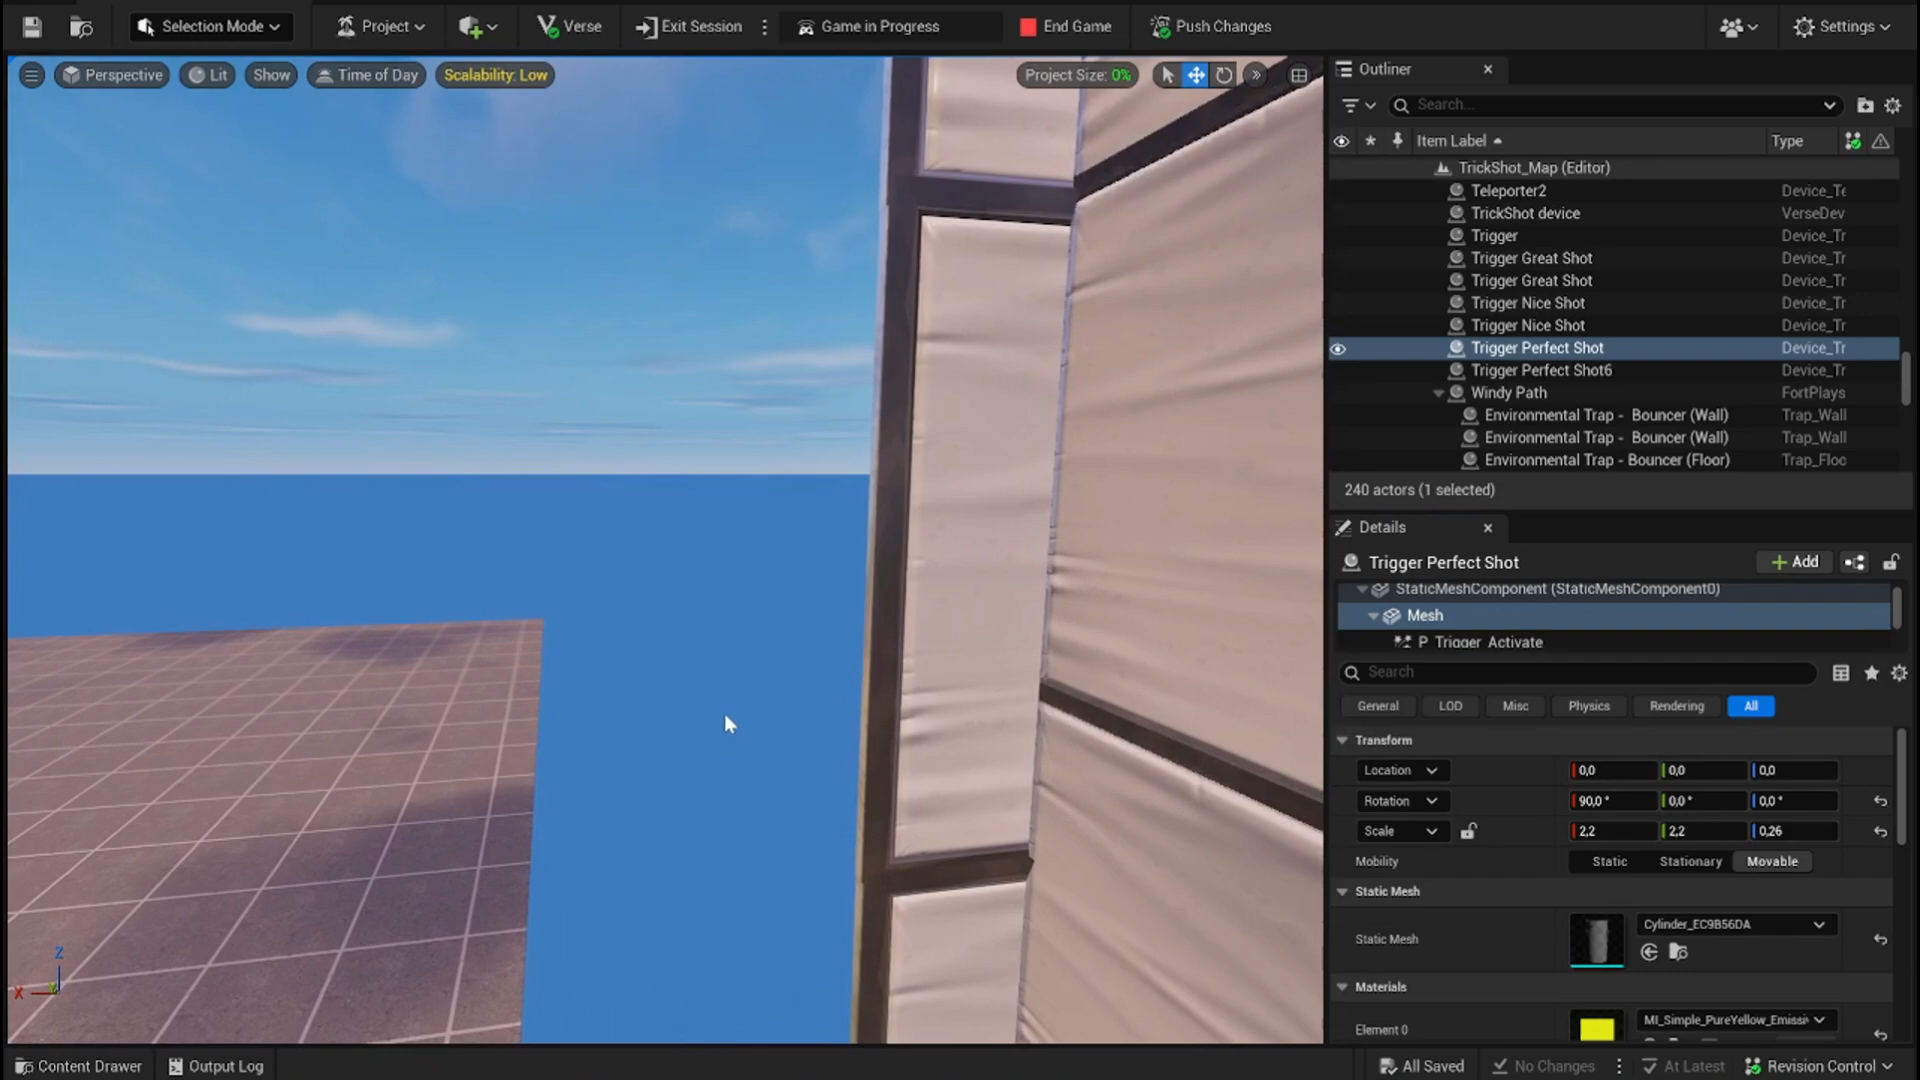 Selection Mode
Project
Verse
Exit Session
Game in Progress
End Game
Push Changes
Settings
Perspective
Lit
Show
Time of Day
Scalability: Low
Project Size: 0%
Outliner
Search...
Item Label
Type
TrickShot_Map (Editor)
Teleporter2 Device_Te
TrickShot device VerseDev
Trigger Device_Tr
Trigger Great Shot Device_Tr
Trigger Great Shot Device_Tr
Trigger Nice Shot Device_Tr
Trigger Nice Shot Device_Tr
Trigger Perfect Shot Device_Tr
Trigger Perfect Shot6 Device_Tr
Windy Path FortPlays
Environmental Trap - Bouncer (Wall) Trap_Wall
Environmental Trap - Bouncer (Wall) Trap_Wall
Environmental Trap - Bouncer (Floor) Trap_Floo
240 actors (1 selected)
Details
Trigger Perfect Shot
Add
StaticMeshComponent (StaticMeshComponent0)
Mesh
P_Trigger_Activate
Search
General LOD Misc Physics Rendering All
Transform
Location 0,0 0,0 0,0
Rotation 90,0 ° 0,0 ° 0,0 °
Scale 2,2 2,2 0,26
Mobility Static Stationary Movable
Static Mesh
Static Mesh Cylinder_EC9B56DA
Materials
Element 0 MI_Simple_PureYellow_Emissi
Z
X
Content Drawer
Output Log
All Saved
No Changes
At Latest
Revision Control